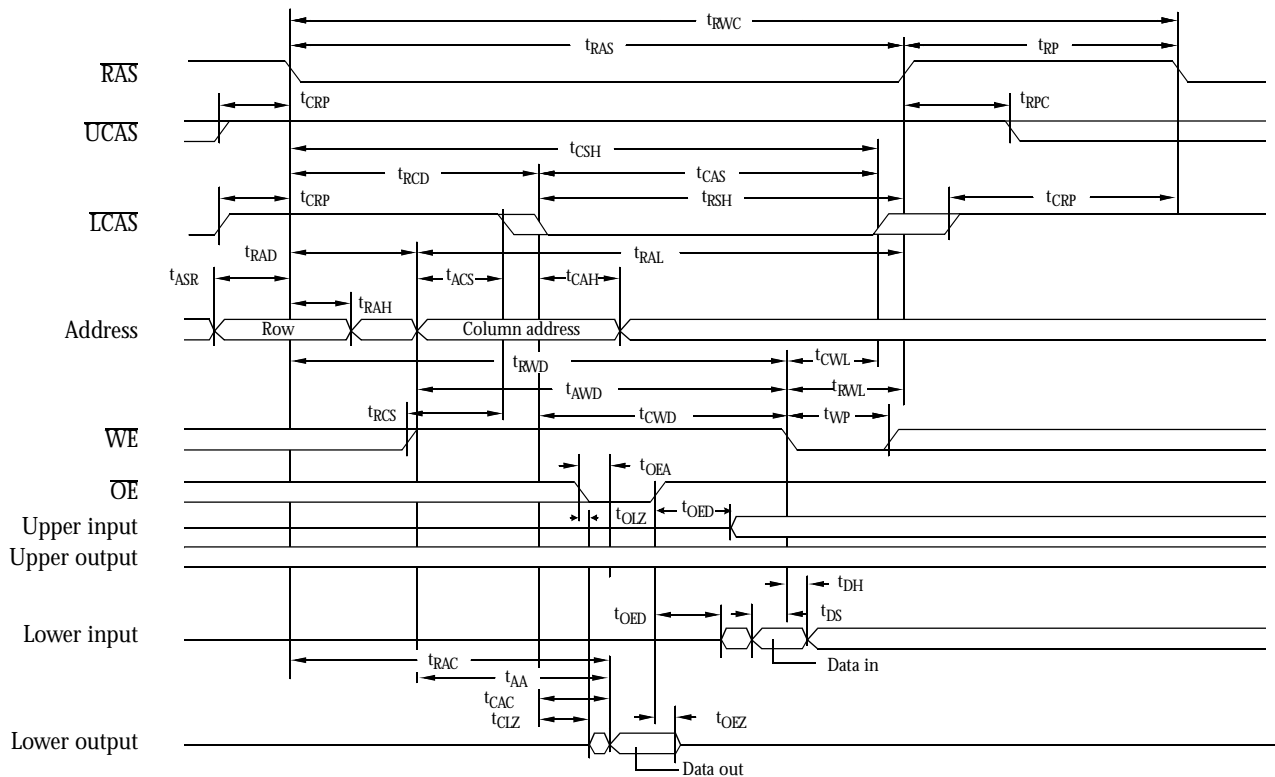 tRWC
tRAS
tRP
RAS
tCRP
tRPC
UCAS
tCSH
tRCD
tCAS
tCRP
tRSH
tCRP
LCAS
tRAD
tRAL
tASR
tACS
tCAH
tRAH
Address
Row
Column address
tRWD
tCWL
tAWD
tRWL
tRCS
tCWD
tWP
WE
tOEA
OE
tOLZ
tOED
Upper input
Upper output
tDH
tOED
tDS
Lower input
Data in
tRAC
tAA
tCAC
tCLZ
tOEZ
Lower output
Data out